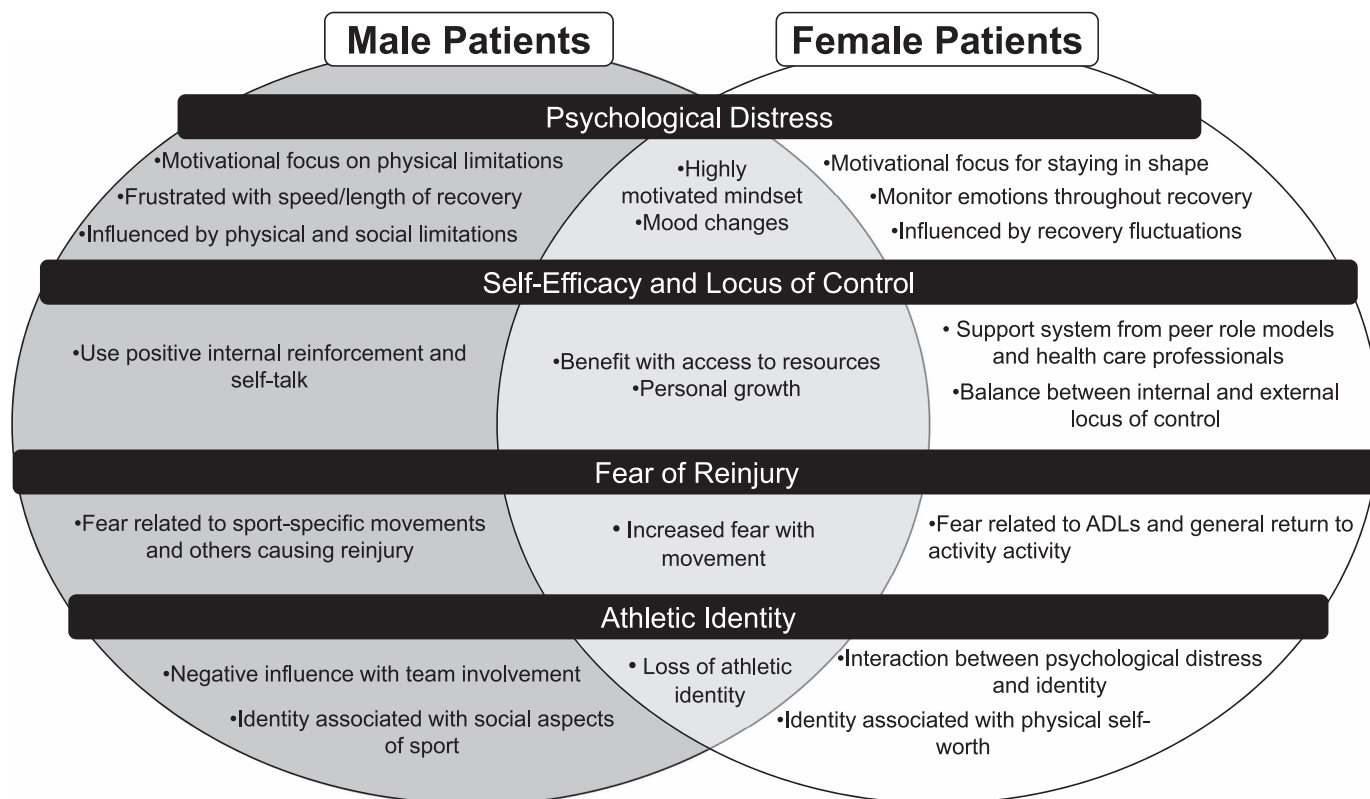 Male Patients
Female Patients
Psychological Distress
•Motivational focus on physical limitations
•Frustrated with speed/length of recovery
•Influenced by physical and social limitations
•Highly
motivated mindset
•Mood changes
•Motivational focus for staying in shape
•Monitor emotions throughout recovery
•Influenced by recovery fluctuations
Self-Efficacy and Locus of Control
•Use positive internal reinforcement and
self-talk
•Benefit with access to resources
•Personal growth
• Support system from peer role models
and health care professionals
•Balance between internal and external
locus of control
Fear of Reinjury
•Fear related to sport-specific movements
and others causing reinjury
• Increased fear with
movement
•Fear related to ADLs and general return to
activity activity
Athletic Identity
•Negative influence with team involvement
•Identity associated with social aspects
of sport
• Loss of athletic
identity
•Interaction between psychological distress
and identity
•Identity associated with physical self-
worth